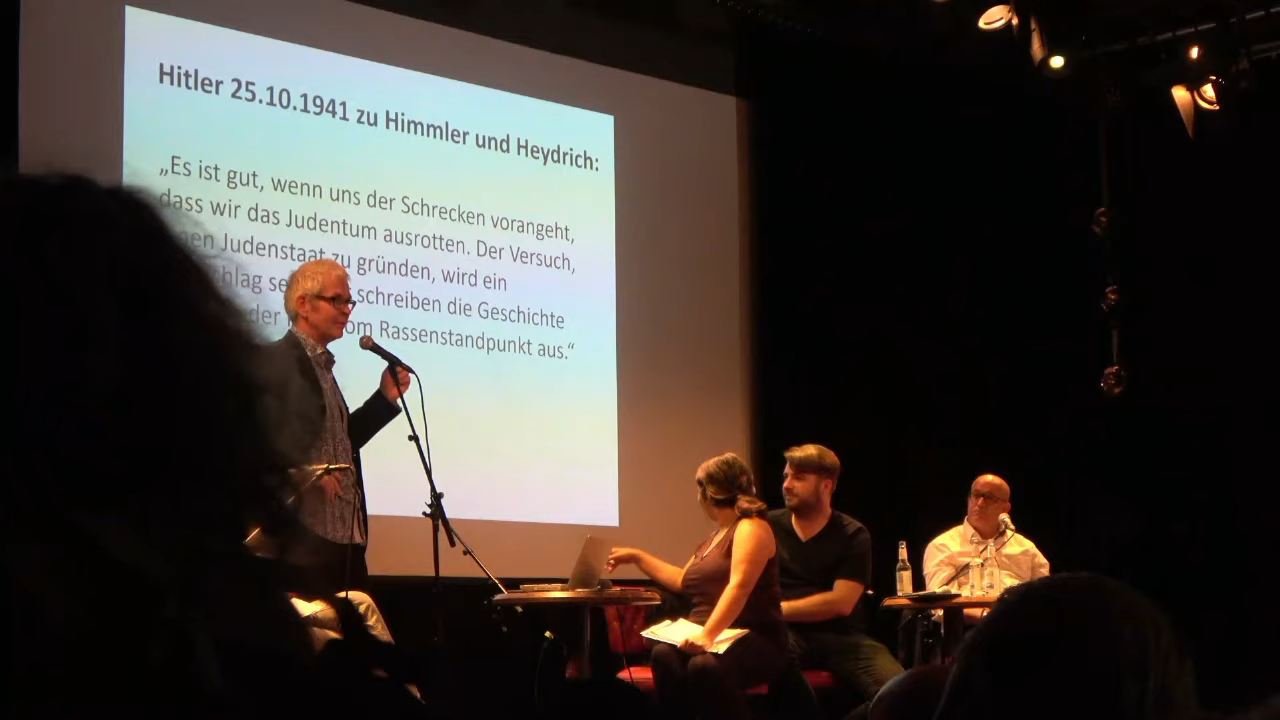 Hitler 25.10.1941 zu Himmler und Heydrich:
„Es ist gut, wenn uns der Schrecken vorangeht,
dass wir das Judentum ausrotten. Der Versuch,
Judenstaat zu gründen, wird ein
schreiben die Geschichte
Rassenstandpunkt aus.“